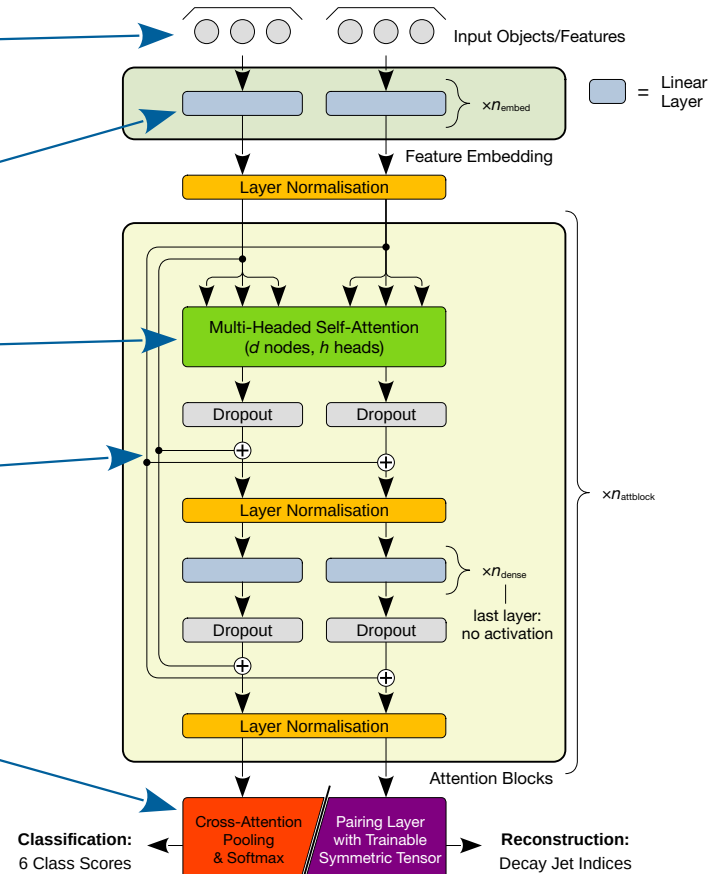 Input Objects/Features
×nembed
= Linear
Layer
Feature Embedding
Layer Normalisation
Multi-Headed Self-Attention
(d nodes, h heads)
Dropout
Dropout
+
+
Layer Normalisation
×nattblock
×ndense
last layer:
no activation
Dropout
Dropout
+
+
Layer Normalisation
Attention Blocks
Cross-Attention
Pooling
& Softmax
Pairing Layer
with Trainable
Symmetric Tensor
Classification:
6 Class Scores
Reconstruction:
Decay Jet Indices